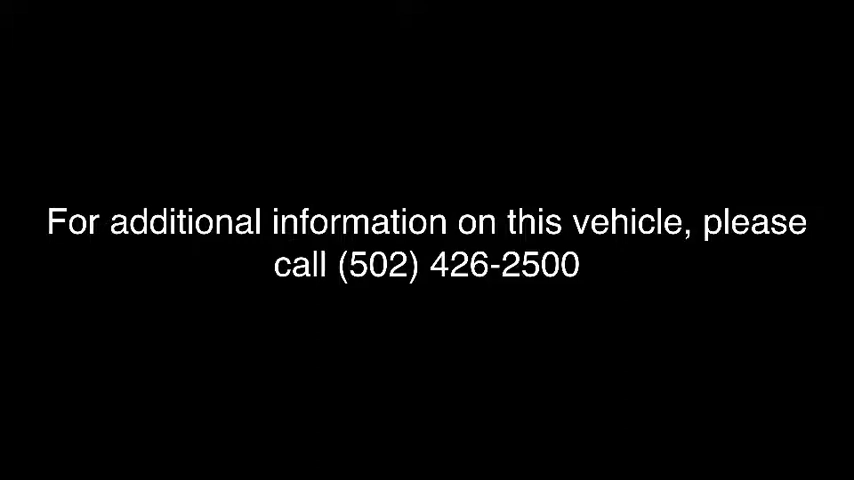 For additional information on this vehicle, please
call (502) 426-2500